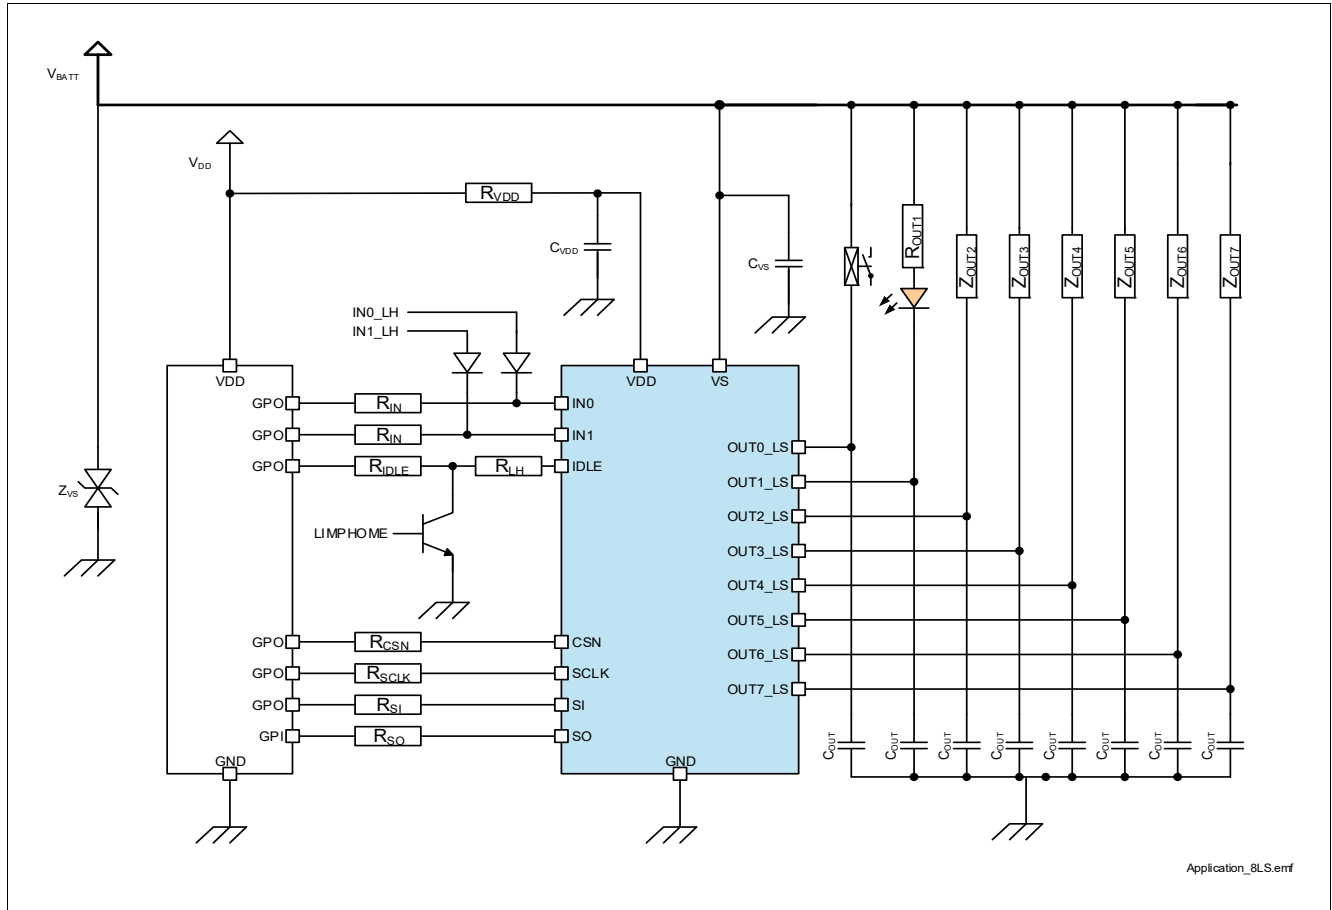 VBATT
VDD
RVDD
CVDD
CVS
ROUT1
ZOUT2
ZOUT3
ZOUT4
ZOUT5
ZOUT6
ZOUT7
IN0_LH
IN1_LH
VDD
VDD
VS
GPO
RIN
IN0
GPO
RIN
IN1
GPO
RIDLE
RLH
IDLE
OUT0_LS
OUT1_LS
OUT2_LS
OUT3_LS
OUT4_LS
OUT5_LS
OUT6_LS
OUT7_LS
ZVS
LIMPHOME
GPO
RCSN
CSN
GPO
RSCLK
SCLK
GPO
RSI
SI
GPI
RSO
SO
COUT
COUT
COUT
COUT
COUT
COUT
COUT
COUT
GND
GND
Application_8LS.emf